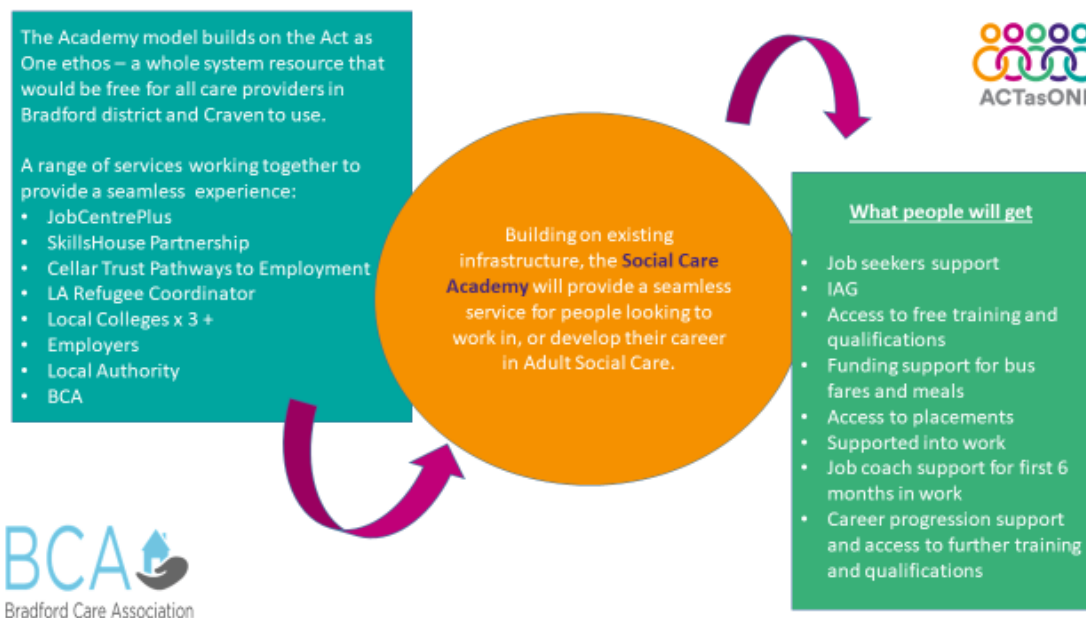 The Academy model builds on the Act as
One ethos – a whole system resource that
would be free for all care providers in
Bradford district and Craven to use.
A range of services working together to
provide a seamless experience:
• JobCentrePlus
• SkillsHouse Partnership
• Cellar Trust Pathways to Employment
• LA Refugee Coordinator
• Local Colleges x 3 +
• Employers
• Local Authority
• BCA
Building on existing
infrastructure, the Social Care
Academy will provide a seamless
service for people looking to
work in, or develop their career
in Adult Social Care.
ACTasONE
What people will get
• Job seekers support
• IAG
• Access to free training and
qualifications
• Funding support for bus
fares and meals
• Access to placements
• Supported into work
• Job coach support for first 6
months in work
• Career progression support
and access to further training
and qualifications
BCA
Bradford Care Association